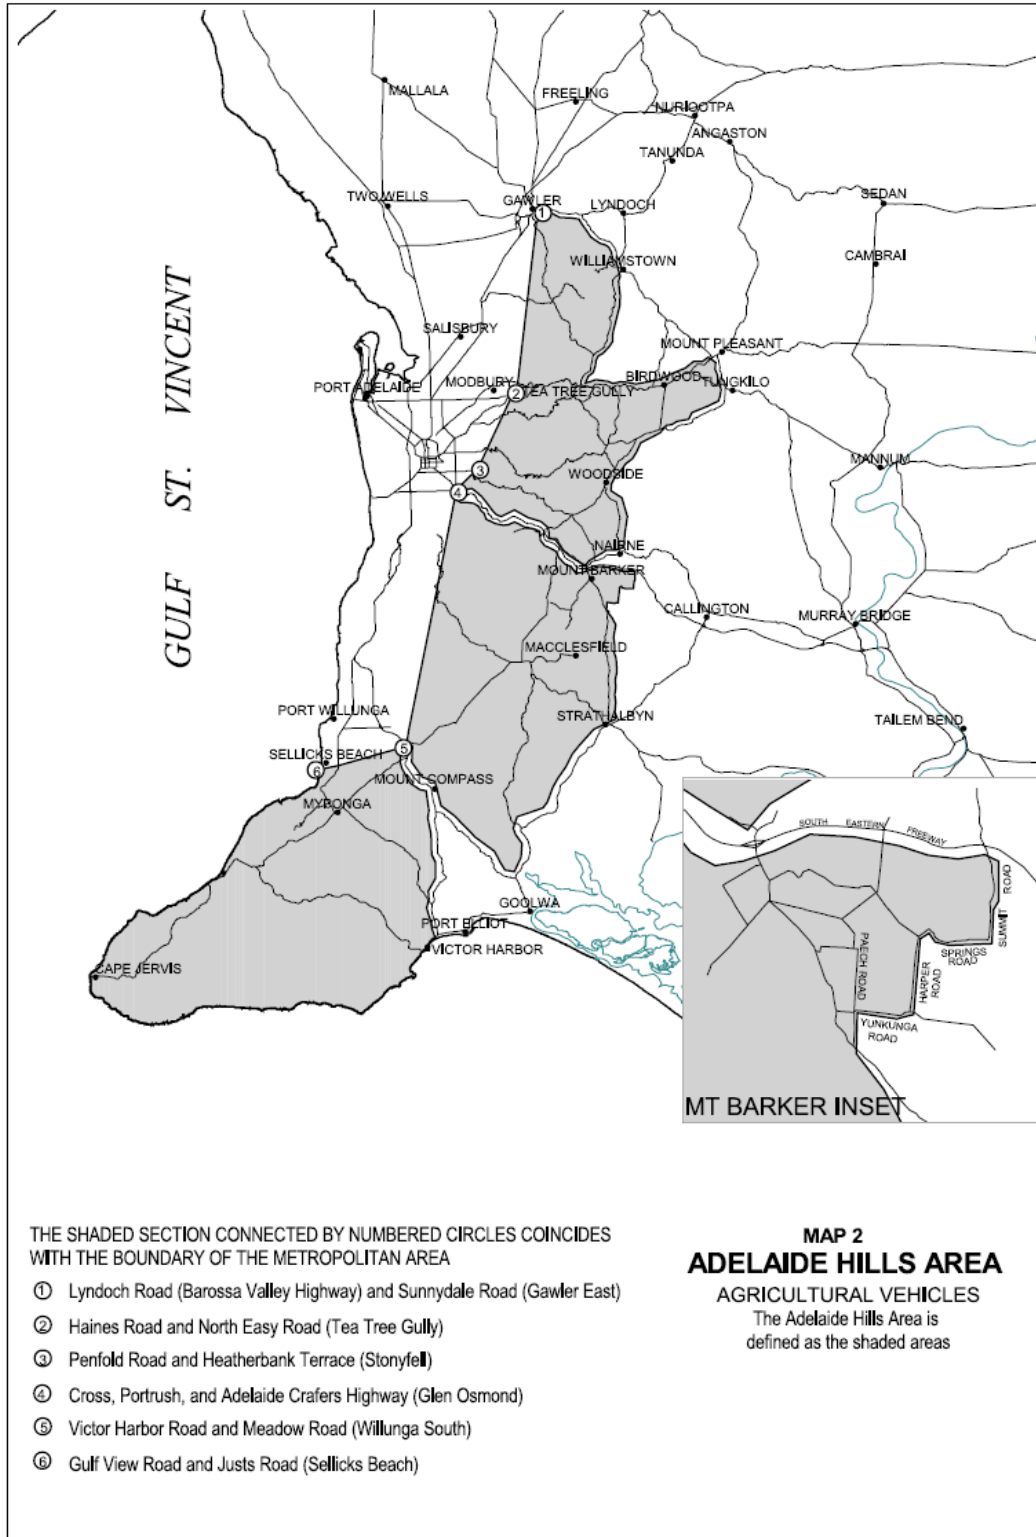 MALLALA
FREELING
NURIOOTPA
ANGASTON
TANUNDA
TWO WELLS
GAWLER
1
LYNDOCH
SEDAN
WILLIAMSTOWN
CAMBRAI
GULF ST. VINCENT
SALISBURY
MOUNT PLEASANT
PORT ADELAIDE
MODBURY
2
TEA TREE GULLY
BIRDWOOD
TUNGKILO
3
WOODSIDE
MANNUM
4
NAIRNE
MOUNT BARKER
CALLINGTON
MURRAY BRIDGE
MACCLESFIELD
PORT WILLUNGA
STRATHALBYN
TAILEM BEND
SELLICKS BEACH
5
6
MOUNT COMPASS
MYPONGA
GOOLWA
PORT ELLIOT
VICTOR HARBOR
CAPE JERVIS
SOUTH EASTERN FREEWAY
SUMMIT ROAD
SPRINGS
ROAD
PAECH ROAD
HARPER
ROAD
YUNKUNGA
ROAD
MT BARKER INSET
THE SHADED SECTION CONNECTED BY NUMBERED CIRCLES COINCIDES
WITH THE BOUNDARY OF THE METROPOLITAN AREA
1 Lyndoch Road (Barossa Valley Highway) and Sunnydale Road (Gawler East)
2 Haines Road and North Easy Road (Tea Tree Gully)
3 Penfold Road and Heatherbank Terrace (Stonyfell)
4 Cross, Portrush, and Adelaide Crafers Highway (Glen Osmond)
5 Victor Harbor Road and Meadow Road (Willunga South)
6 Gulf View Road and Justs Road (Sellicks Beach)
MAP 2
ADELAIDE HILLS AREA
AGRICULTURAL VEHICLES
The Adelaide Hills Area is
defined as the shaded areas